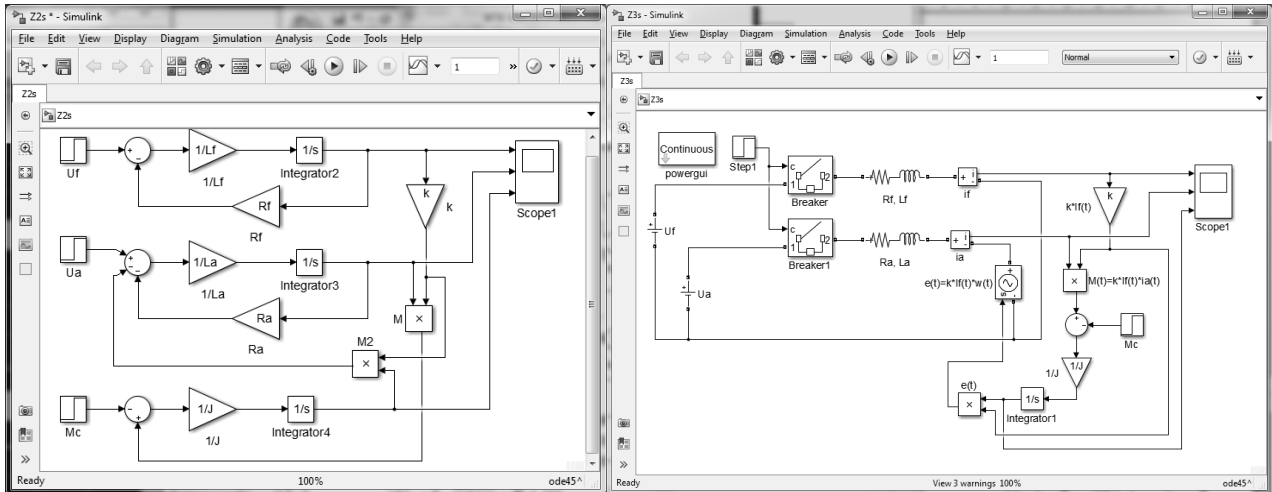 Z2s * - Simulink
File Edit View Display Diagram Simulation Analysis Code Tools Help
1
»
Z2s
Z2s
Uf
1/Lf
1/Lf
1/s
Integrator2
Rf
Rf
k
k
Scope1
Ua
1/La
1/La
1/s
Integrator3
Ra
Ra
M
×
M2
×
Mc
1/J
1/J
1/s
Integrator4
»
Ready 100% ode45^
Z3s - Simulink
File Edit View Display Diagram Simulation Analysis Code Tools Help
1
Normal
Z3s
Z3s
Continuous
powergui
Step1
c
1 2
Breaker
Rf, Lf
+ i -
if
k
k*If(t)
Scope1
Uf
c
1 2
Breaker1
Ra, La
+ i -
ia
Ua
e(t)=k*If(t)*w(t)
s + -
×
M(t)=k*If(t)*ia(t)
Mc
1/J
1/J
e(t)
×
1/s
Integrator1
»
Ready View 3 warnings 100% ode45^